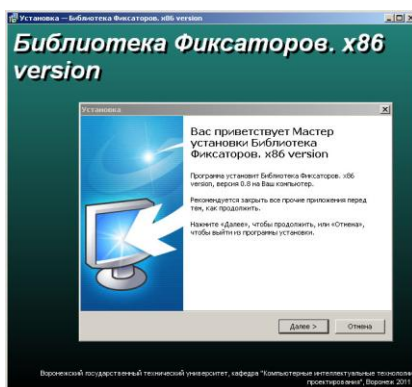 Установка — Библиотека Фиксаторов. x86 version
Библиотека Фиксаторов. x86
version
Установка
Вас приветствует Мастер
установки Библиотека
Фиксаторов. x86 version
Программа установит Библиотека Фиксаторов. x86
version, версия 0.8 на Ваш компьютер.
Рекомендуется закрыть все прочие приложения перед
тем, как продолжить.
Нажмите «Далее», чтобы продолжить, или «Отмена»,
чтобы выйти из программы установки.
Далее >
Отмена
Воронежский государственный технический университет, кафедра "Компьютерные интеллектуальные технологии
проектирования", Воронеж 2011